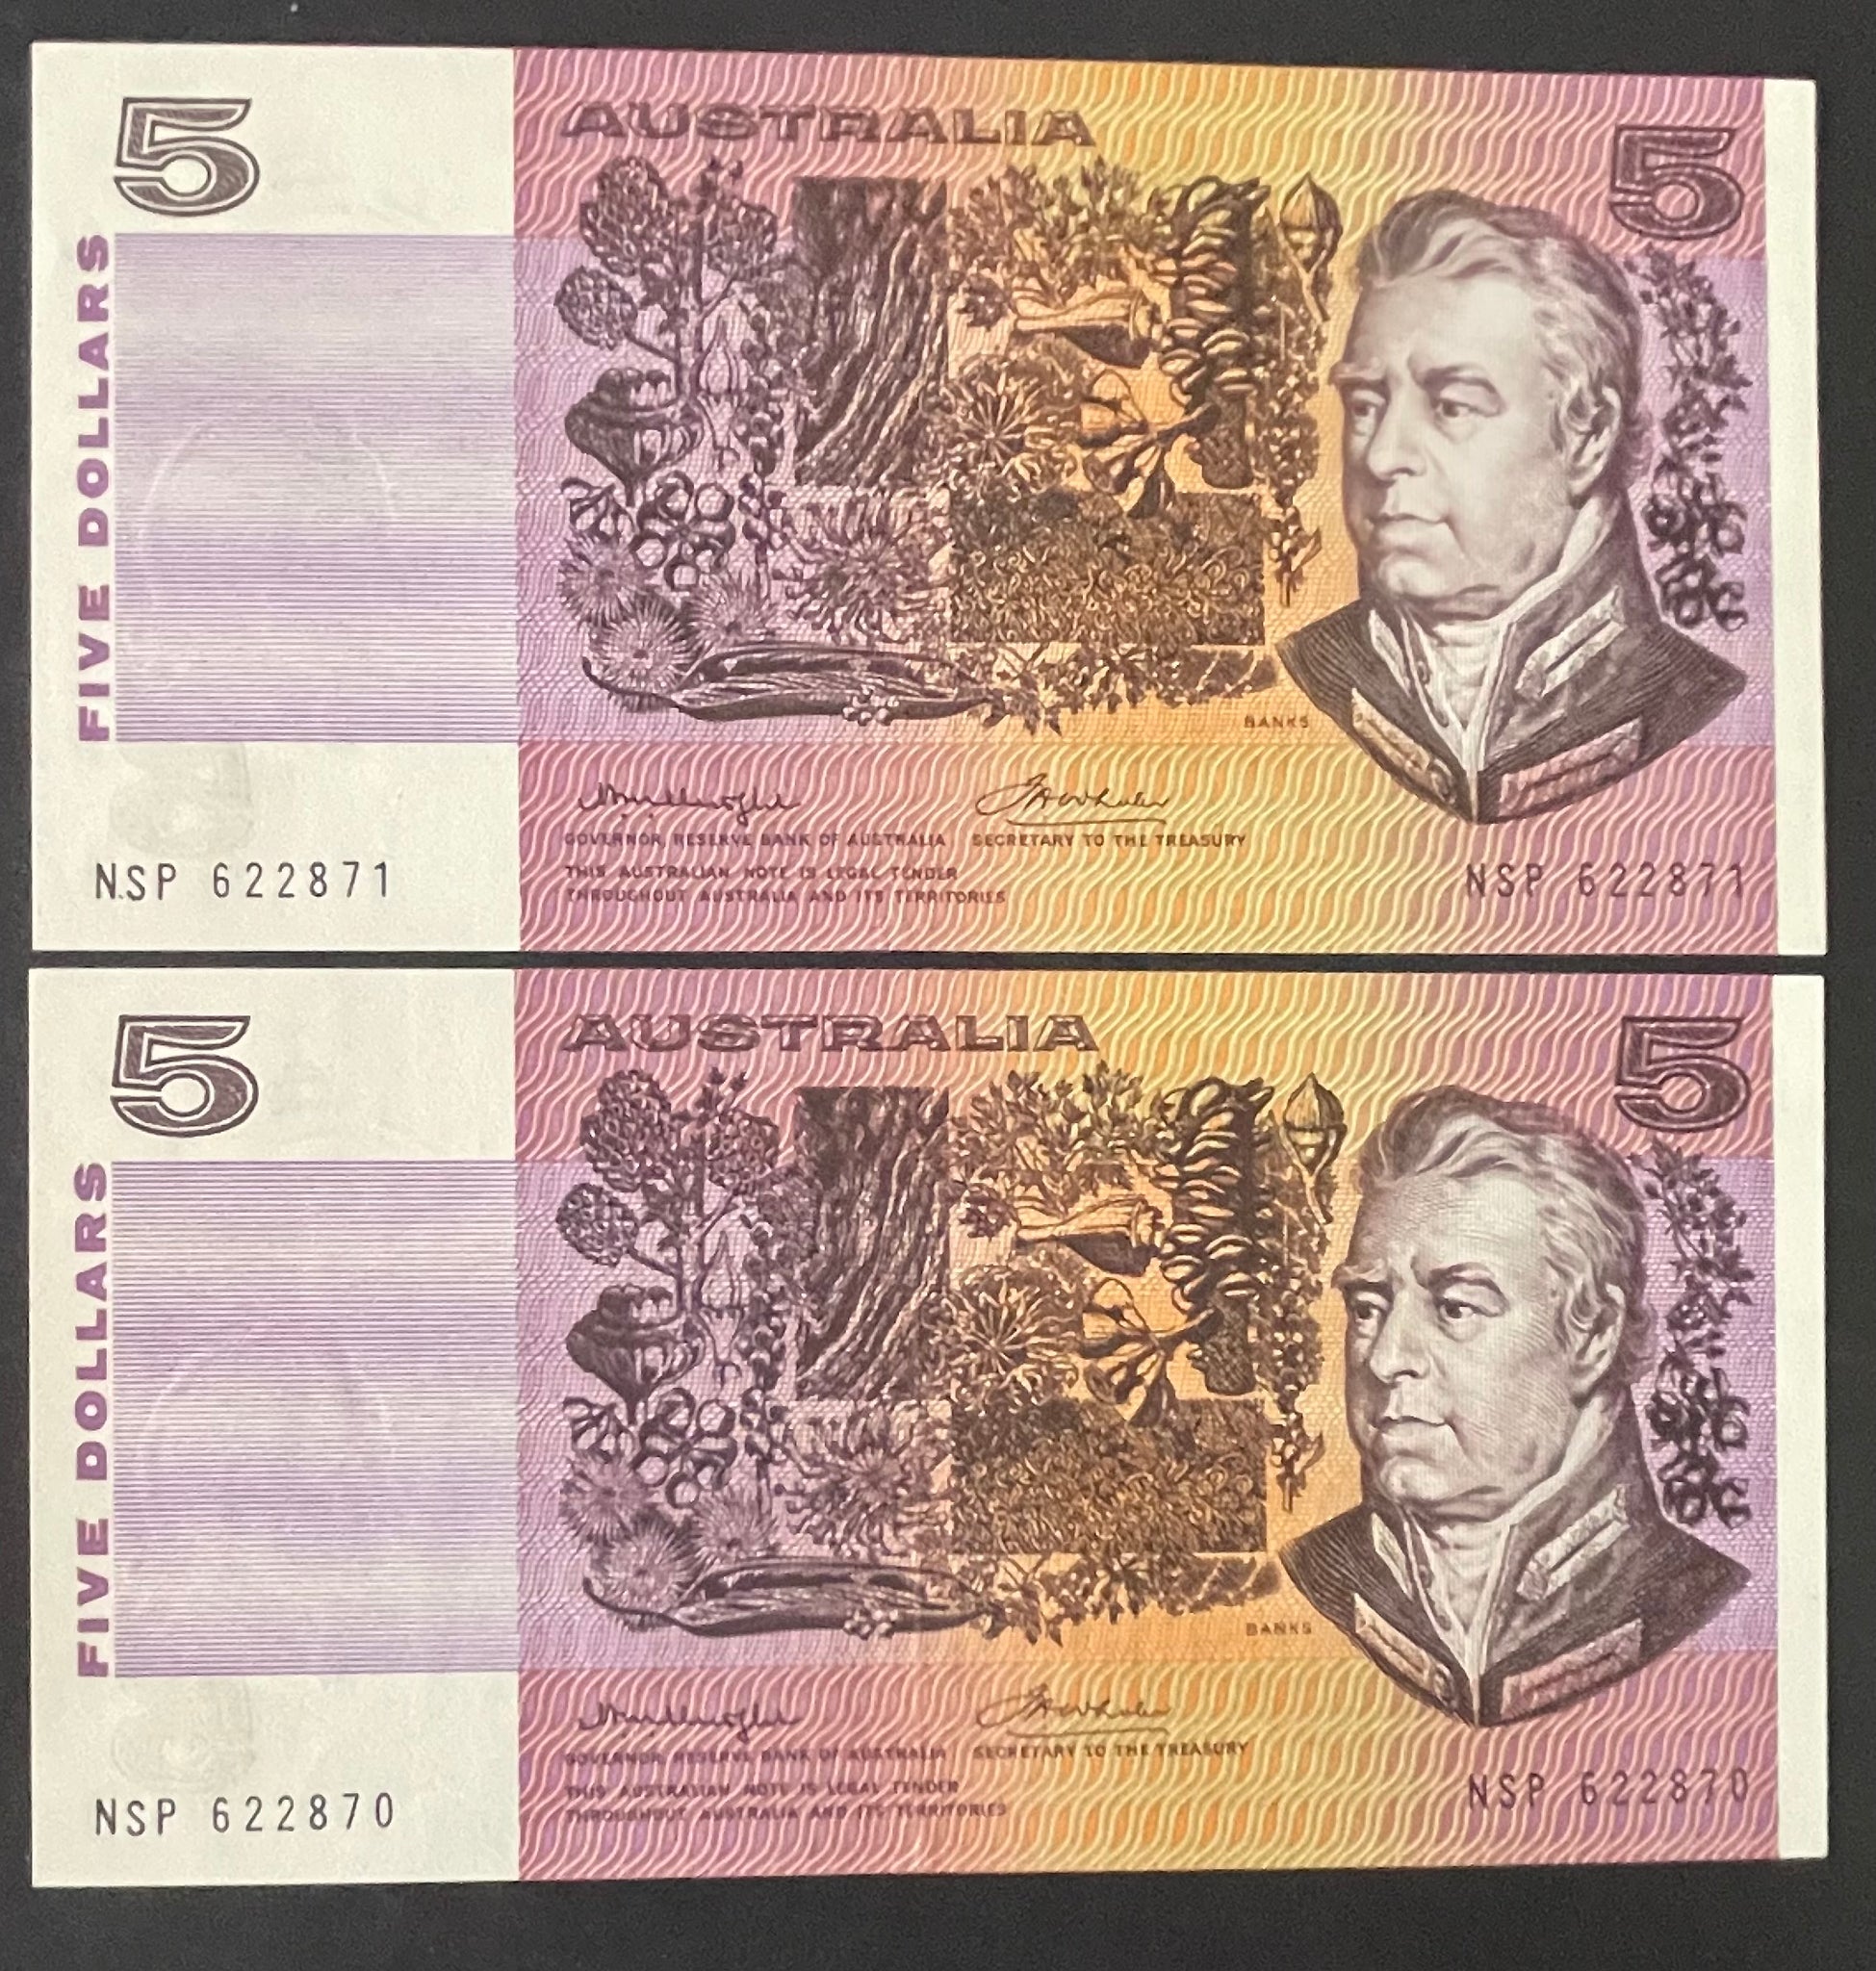 5
AUSTRALIA
5
FIVE DOLLARS
BANKS
GOVERNOR, RESERVE BANK OF AUSTRALIA SECRETARY TO THE TREASURY
THIS AUSTRALIAN NOTE IS LEGAL TENDER
THROUGHOUT AUSTRALIA AND ITS TERRITORIES
NSP 622871
NSP 622871
5
AUSTRALIA
5
FIVE DOLLARS
BANKS
GOVERNOR, RESERVE BANK OF AUSTRALIA SECRETARY TO THE TREASURY
THIS AUSTRALIAN NOTE IS LEGAL TENDER
THROUGHOUT AUSTRALIA AND ITS TERRITORIES
NSP 622870
NSP 622870